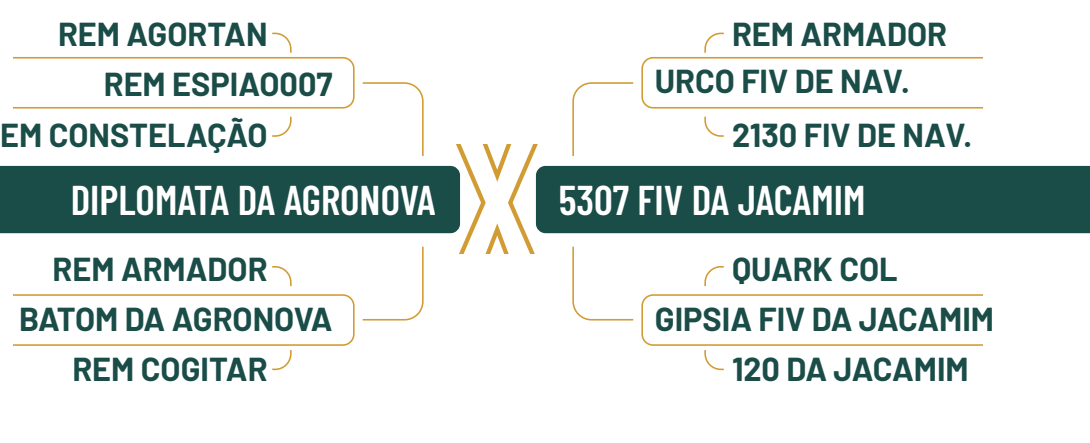 REM AGORTAN
REM ESPIAO007
EM CONSTELAÇÃO
DIPLOMATA DA AGRONOVA
REM ARMADOR
BATOM DA AGRONOVA
REM COGITAR
REM ARMADOR
URCO FIV DE NAV.
2130 FIV DE NAV.
5307 FIV DA JACAMIM
QUARK COL
GIPSIA FIV DA JACAMIM
120 DA JACAMIM